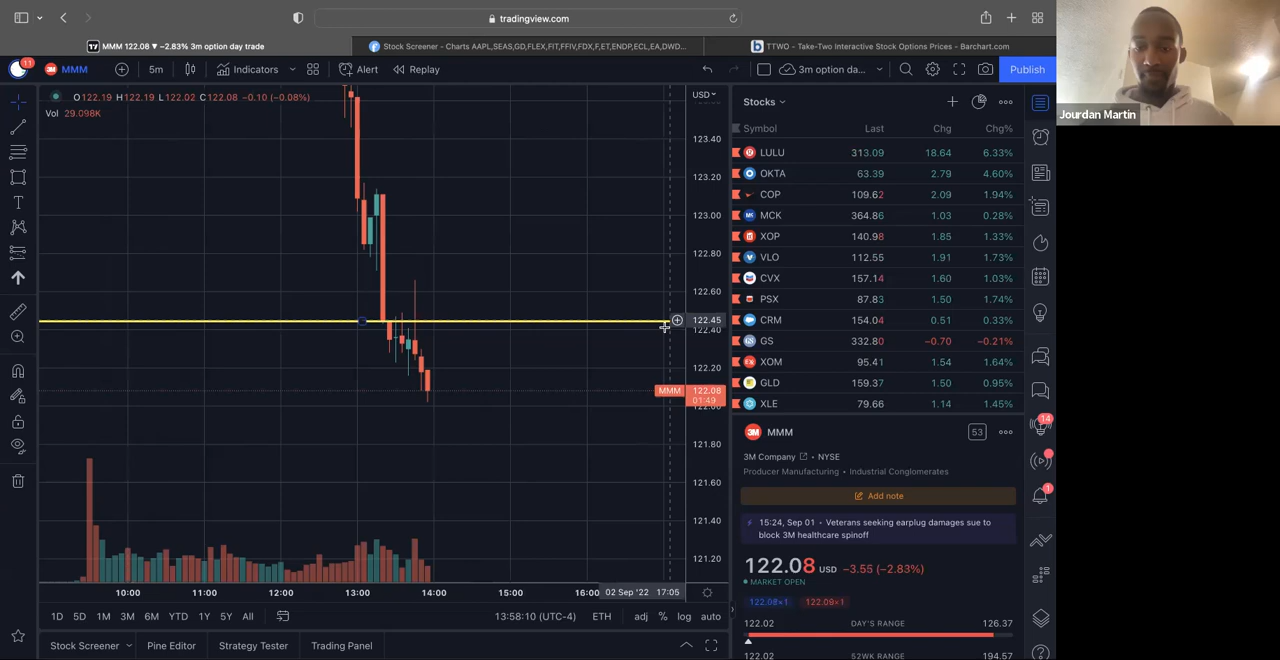 tradingview.com
MMM 122.08 ▼ −2.83% 3m option day trade
Stock Screener - Charts AAPL,SEAS,GD,FLEX,FIT,FFIV,FDX,F,ET,ENDP,ECL,EA,DWD...
TTWO - Take-Two Interactive Stock Options Prices - Barchart.com
11
MMM
5m
Indicators
Alert
Replay
3m option da...
Publish
Jourdan Martin
O122.19 H122.19 L122.02 C122.08 −0.10 (−0.08%)
Vol 29.098K
USD
123.40
123.20
123.00
122.80
122.60
122.45
122.40
122.20
MMM 122.08
01:49
122.00
121.80
121.60
121.40
121.20
10:00 11:00 12:00 13:00 14:00 15:00 16:00 02 Sep '22 17:05
1D 5D 1M 3M 6M YTD 1Y 5Y All
13:58:10 (UTC-4) ETH adj % log auto
Stock Screener Pine Editor Strategy Tester Trading Panel
Stocks
Symbol Last Chg Chg%
LULU 313.09 18.64 6.33%
OKTA 63.39 2.79 4.60%
COP 109.62 2.09 1.94%
MCK 364.86 1.03 0.28%
XOP 140.98 1.85 1.33%
VLO 112.55 1.91 1.73%
CVX 157.14 1.60 1.03%
PSX 87.83 1.50 1.74%
CRM 154.04 0.51 0.33%
GS 332.80 −0.70 −0.21%
XOM 95.41 1.54 1.64%
GLD 159.37 1.50 0.95%
XLE 79.66 1.14 1.45%
3M MMM 53
3M Company • NYSE
Producer Manufacturing • Industrial Conglomerates
Add note
15:24, Sep 01 • Veterans seeking earplug damages sue to
block 3M healthcare spinoff
122.08 USD −3.55 (−2.83%)
MARKET OPEN
122.08×1 122.09×1
122.02 DAY'S RANGE 126.37
122.02 52WK RANGE 194.57
14
1